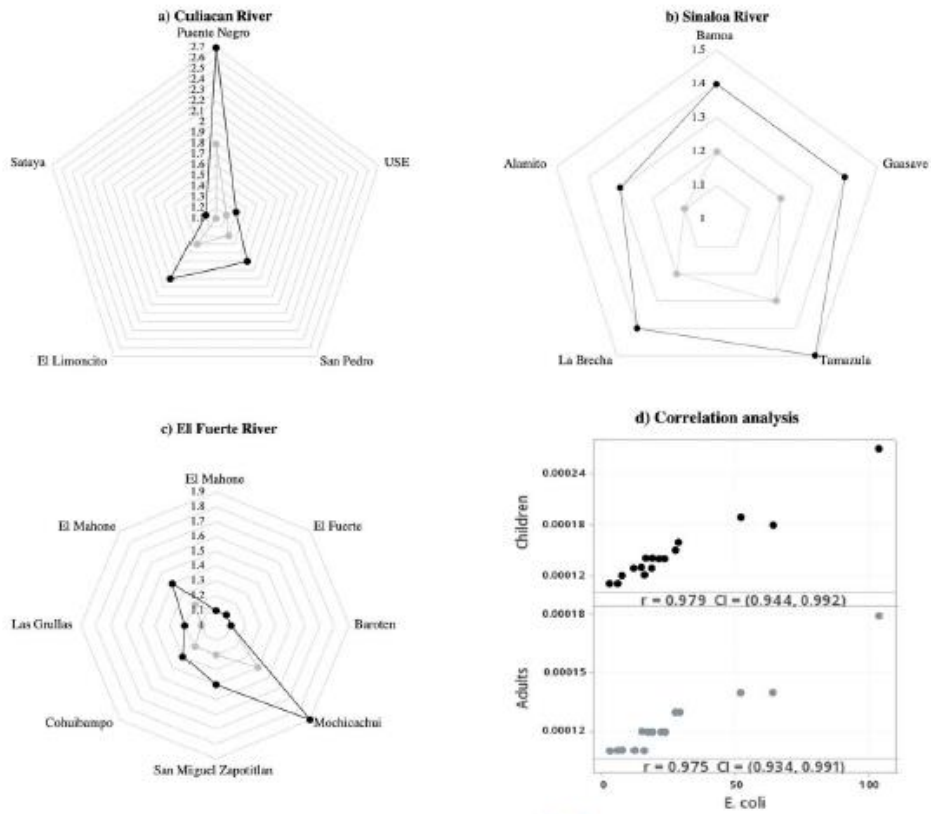 a) Culiacan River
Puente Negro
2.7
2.6
2.5
2.4
2.3
2.2
2.1
2
1.9
1.8
1.7
1.6
1.5
1.4
1.3
1.2
1.1
Sataya
USE
El Limoncito
San Pedro
b) Sinaloa River
Bamoa
1.5
1.4
1.3
1.2
1.1
1
Alamito
Guasave
La Brecha
Tamazula
c) El Fuerte River
El Mahone
1.9
1.8
1.7
1.6
1.5
1.4
1.3
1.2
1.1
El Mahone
El Fuerte
Las Grullas
Baroten
Cohuibampo
Mochicachui
San Miguel Zapotitlan
d) Correlation analysis
Children
0.00024
0.00018
0.00012
r = 0.979 CI = (0.944, 0.992)
Adults
0.00018
0.00015
0.00012
r = 0.975 CI = (0.934, 0.991)
0 50 100
E. coli